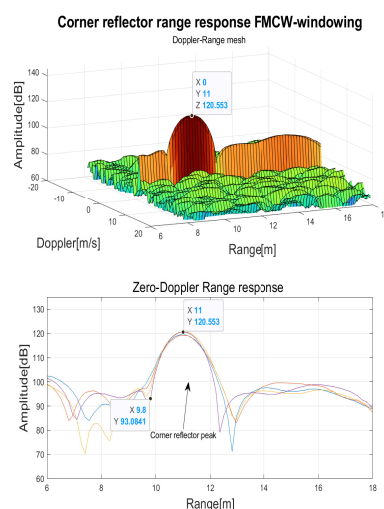 Corner reflector range response FMCW-windowing
Doppler-Range mesh
Amplitude[dB]
140
120
100
80
60
X 0
Y 11
Z 120.553
-20
-10
0
10
20
Doppler[m/s]
6
8
10
12
14
16
1
Range[m]
Zero-Doppler Range response
Amplitude[dB]
130
120
110
100
90
80
70
60
X 11
Y 120.553
X 9.8
Y 93.0841
Corner reflector peak
6
8
10
12
14
16
18
Range[m]